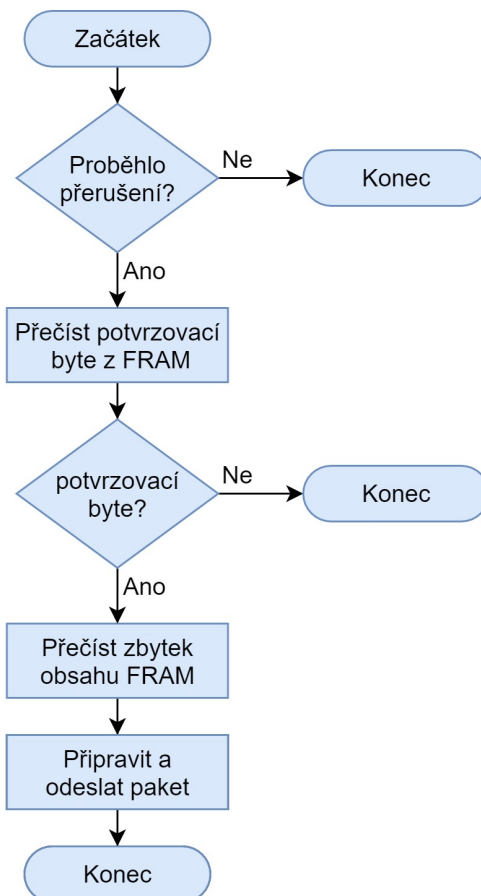 Začátek
Proběhlo
přerušení?
Ne
Konec
Ano
Přečíst potvrzovací
byte z FRAM
potvrzovací
byte?
Ne
Konec
Ano
Přečíst zbytek
obsahu FRAM
Připravit a
odeslat paket
Konec